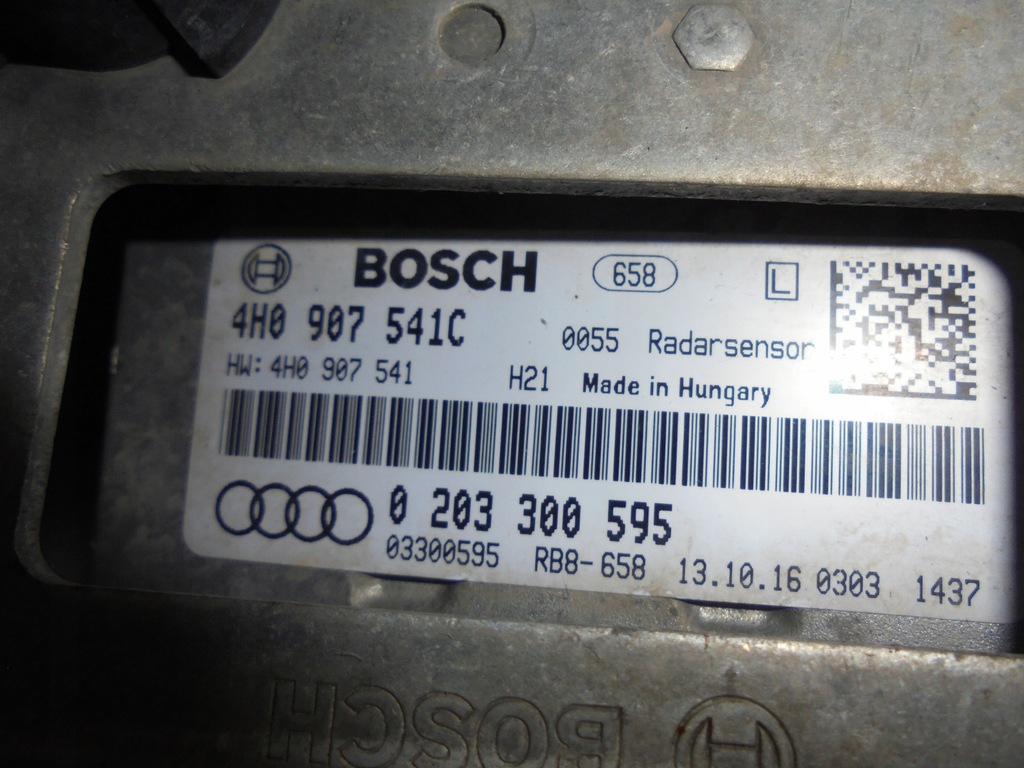 BOSCH 658 L
4H0 907 541C 0055 Radarsensor
HW: 4H0 907 541 H21 Made in Hungary
0 203 300 595
03300595 RB8-658 13.10.16 0303 1437
BOSCH